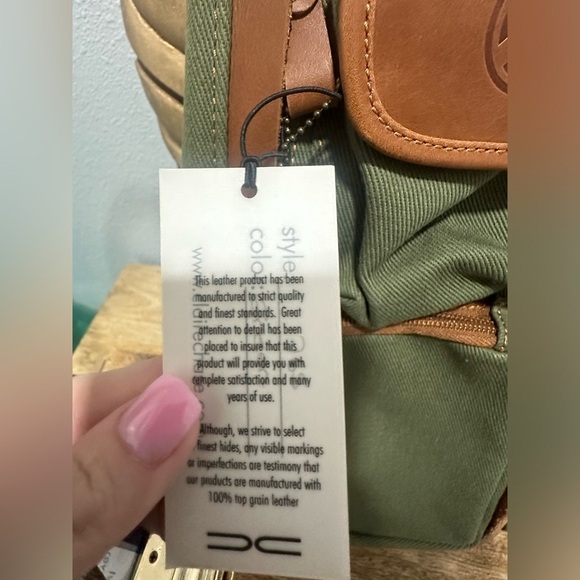 This leather product has been
manufactured to strict quality
and finest standards. Great
attention to detail has been
placed to insure that this
product will provide you with
complete satisfaction and many
years of use.
Although, we strive to select
finest hides, any visible markings
or imperfections are testimony that
our products are manufactured with
100% top grain leather
style
color: